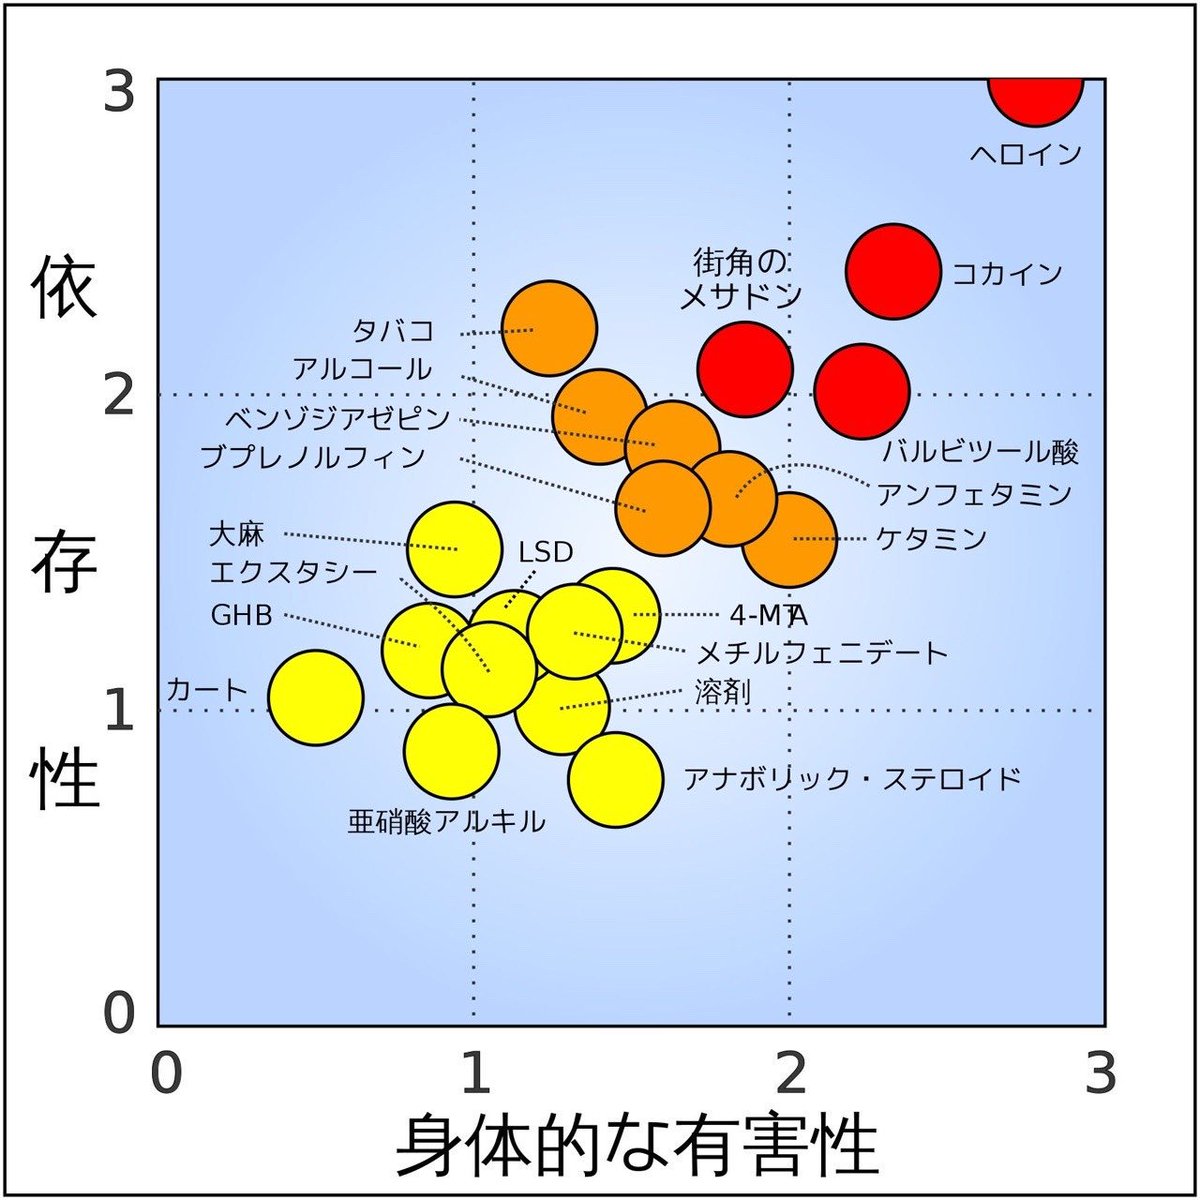 3
ヘロイン
街角の
メサドン
コカイン
依
存
性
タバコ
アルコール
2
ベンゾジアゼピン
ブプレノルフィン
バルビツール酸
アンフェタミン
ケタミン
大麻
LSD
エクスタシー
GHB
4-MTA
メチルフェニデート
カート
溶剤
1
アナボリック・ステロイド
亜硝酸アルキル
0
0
1
2
3
身体的な有害性